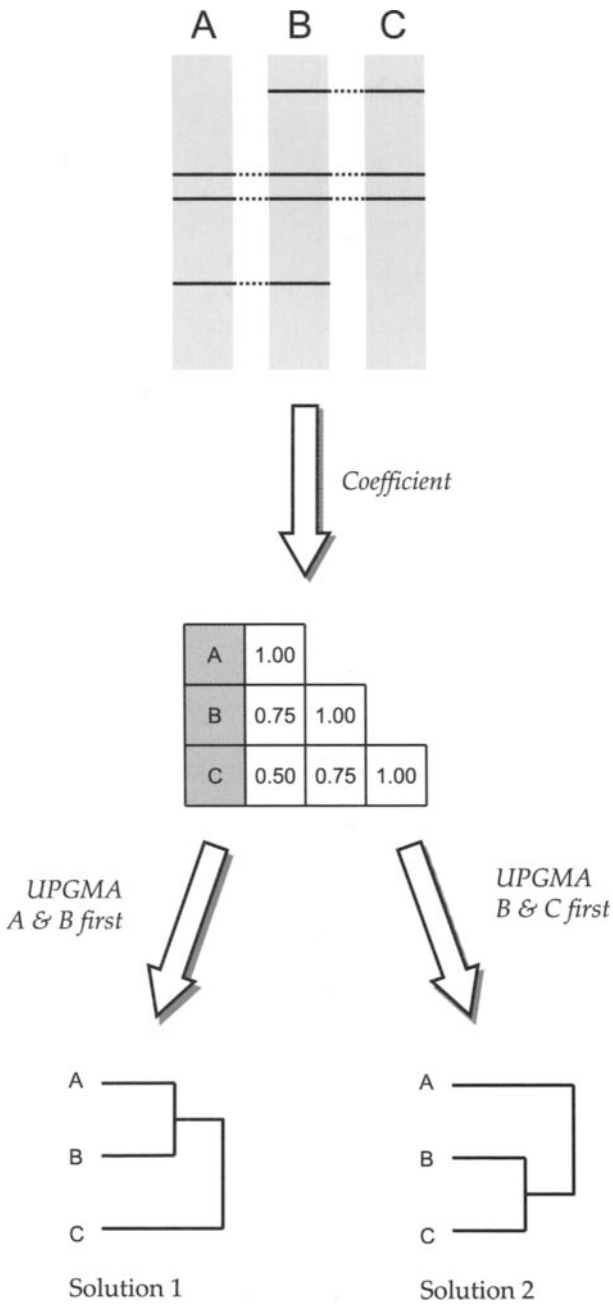 A B C
Coefficient
A 1.00
B 0.75 1.00
C 0.50 0.75 1.00
UPGMA
A & B first
UPGMA
B & C first
A
B
C
Solution 1
A
B
C
Solution 2